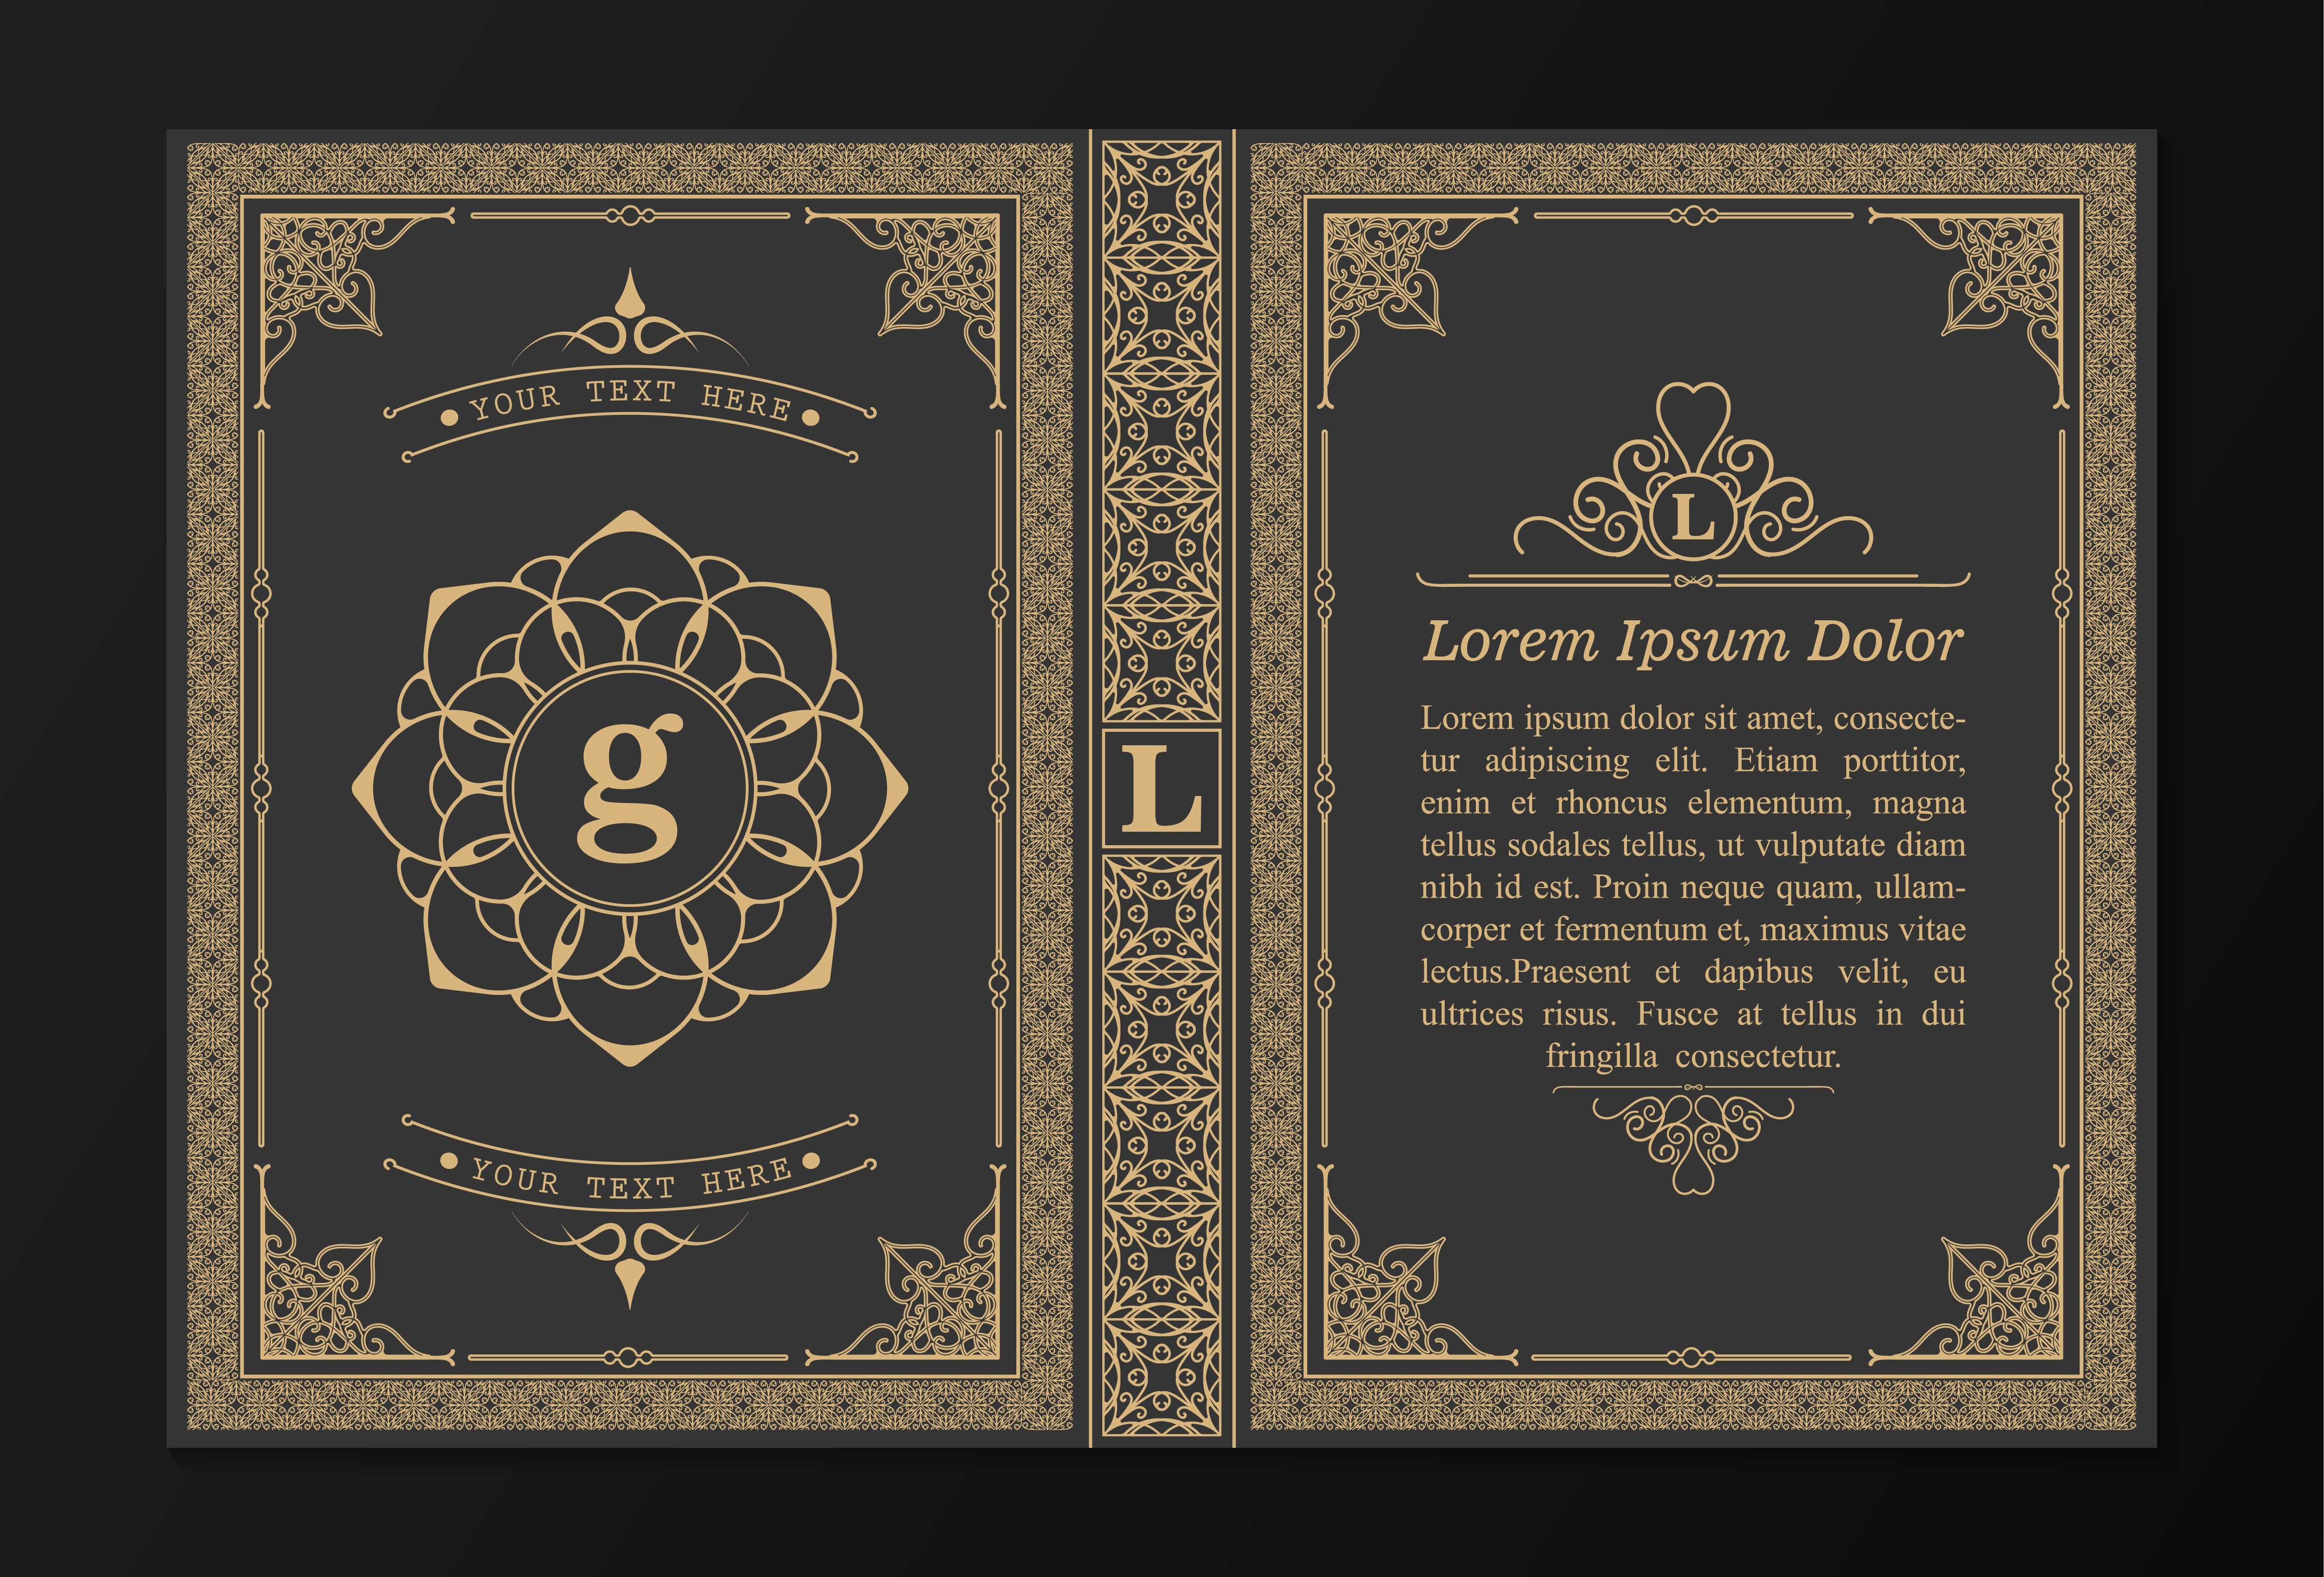 YOUR TEXT HERE
g
YOUR TEXT HERE
L
L
Lorem Ipsum Dolor
Lorem ipsum dolor sit amet, consecte-
tur adipiscing elit. Etiam porttitor,
enim et rhoncus elementum, magna
tellus sodales tellus, ut vulputate diam
nibh id est. Proin neque quam, ullam-
corper et fermentum et, maximus vitae
lectus.Praesent et dapibus velit, eu
ultrices risus. Fusce at tellus in dui
fringilla consectetur.